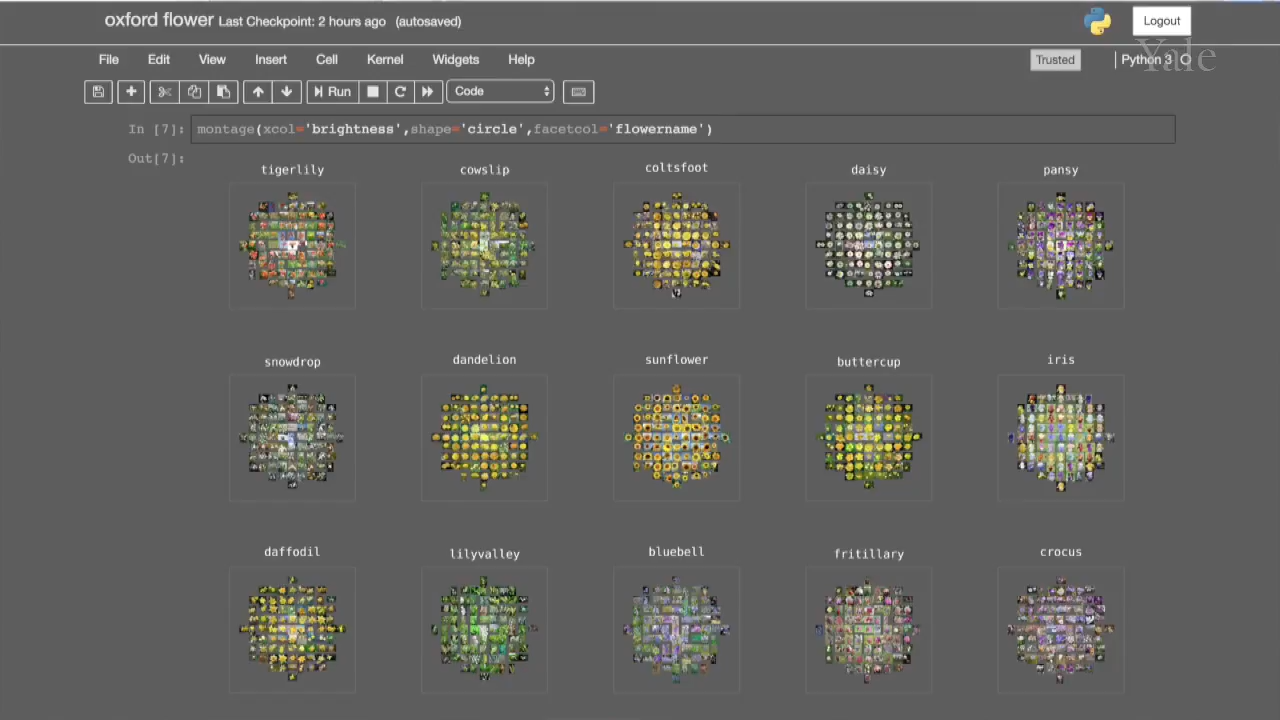 oxford flower Last Checkpoint: 2 hours ago (autosaved)
Logout
File Edit View Insert Cell Kernel Widgets Help
Trusted
Python 3
Yale
Run
Code
In [7]: montage(xcol='brightness',shape='circle',facetcol='flowername')
Out[7]:
tigerlily cowslip coltsfoot daisy pansy
snowdrop dandelion sunflower buttercup iris
daffodil lilyvalley bluebell fritillary crocus